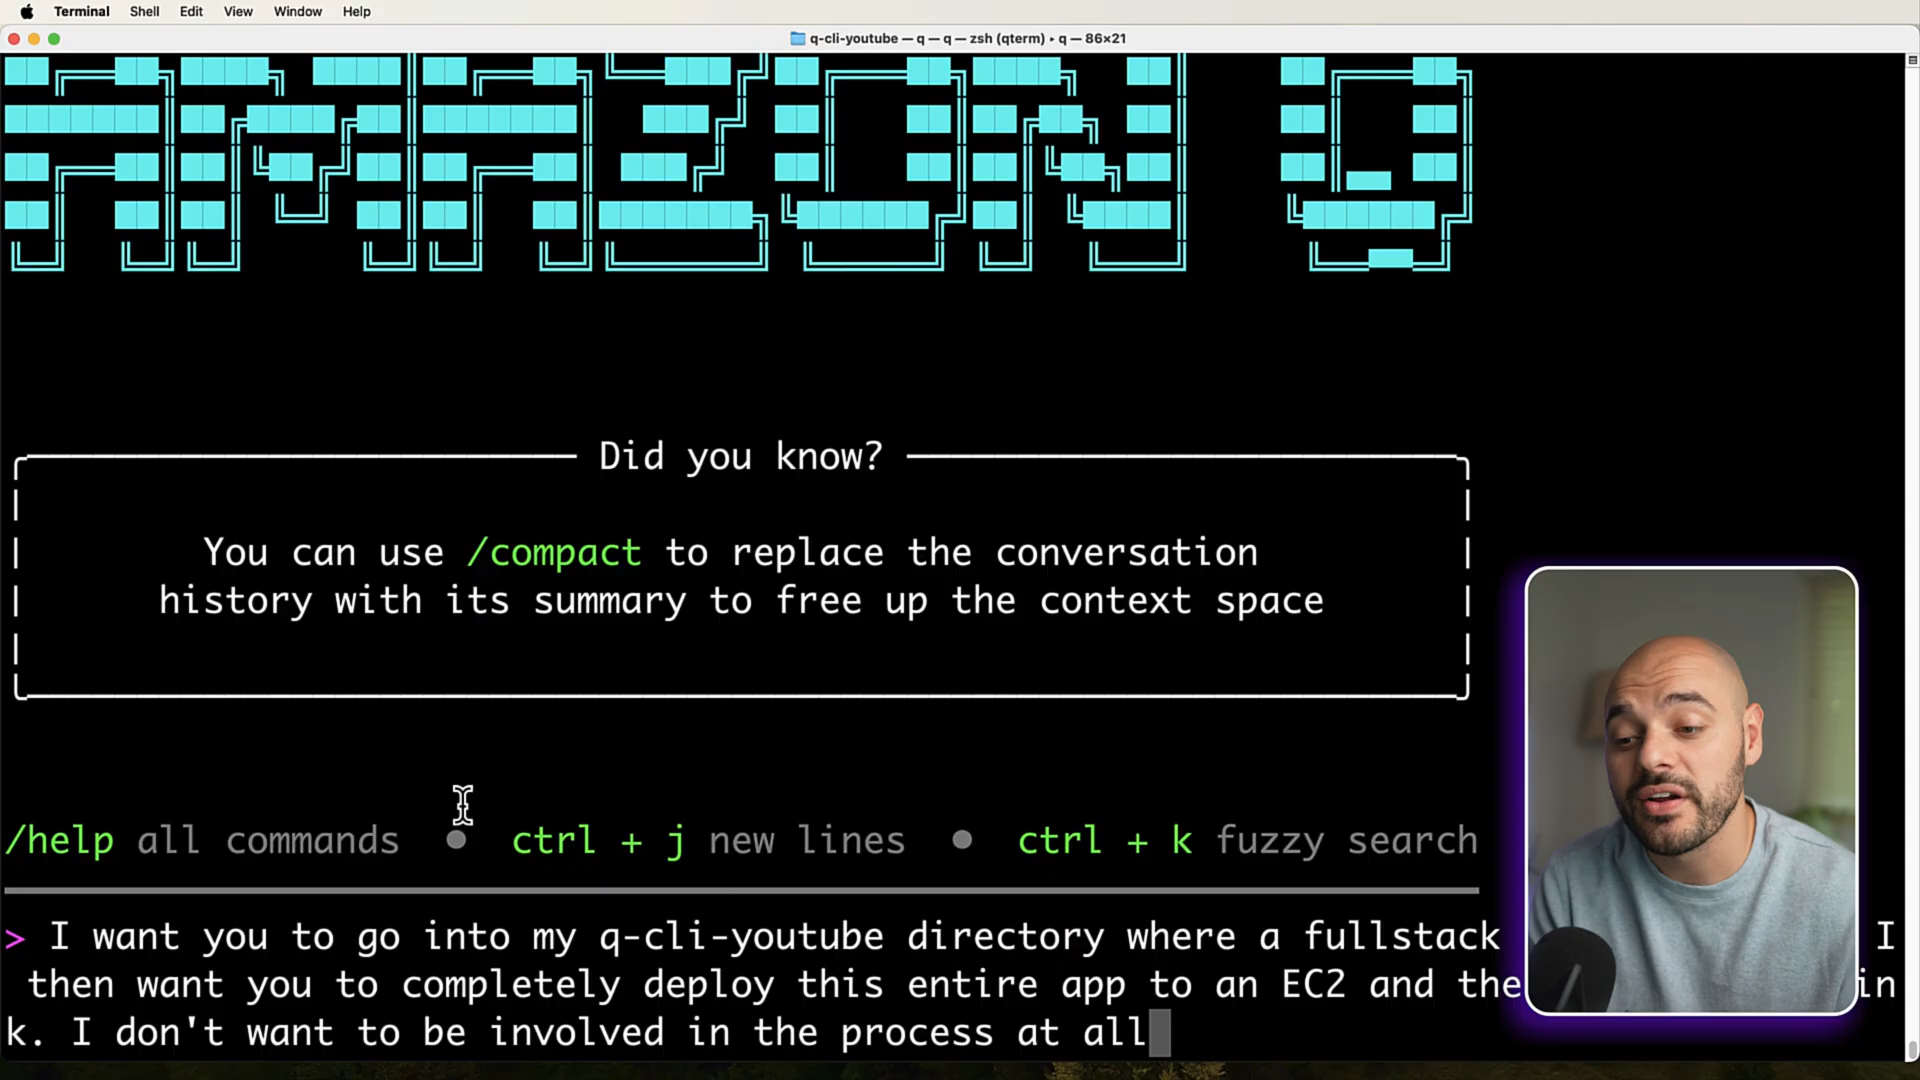 Terminal Shell Edit View Window Help
q-cli-youtube — q — q — zsh (qterm) ▸ q — 86×21
AMAZON Q
Did you know?
You can use /compact to replace the conversation
history with its summary to free up the context space
/help all commands • ctrl + j new lines • ctrl + k fuzzy search
> I want you to go into my q-cli-youtube directory where a fullstack I
then want you to completely deploy this entire app to an EC2 and in
k. I don't want to be involved in the process at all